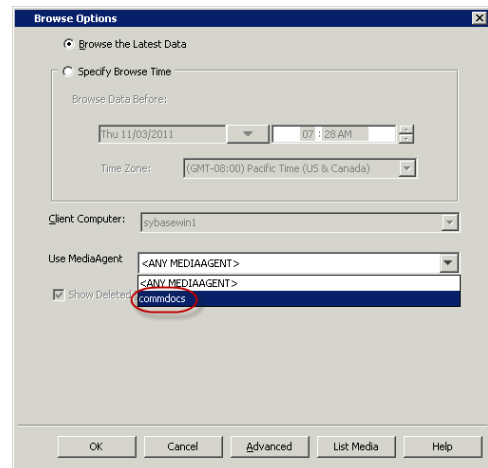 Browse Options
Browse the Latest Data
Specify Browse Time
Browse Data Before:
Thu 11/03/2011 07 : 28 AM
Time Zone: (GMT-08:00) Pacific Time (US & Canada)
Client Computer: sybasewin1
Use MediaAgent <ANY MEDIAAGENT>
<ANY MEDIAAGENT>
Show Deleted commdocs
OK Cancel Advanced List Media Help